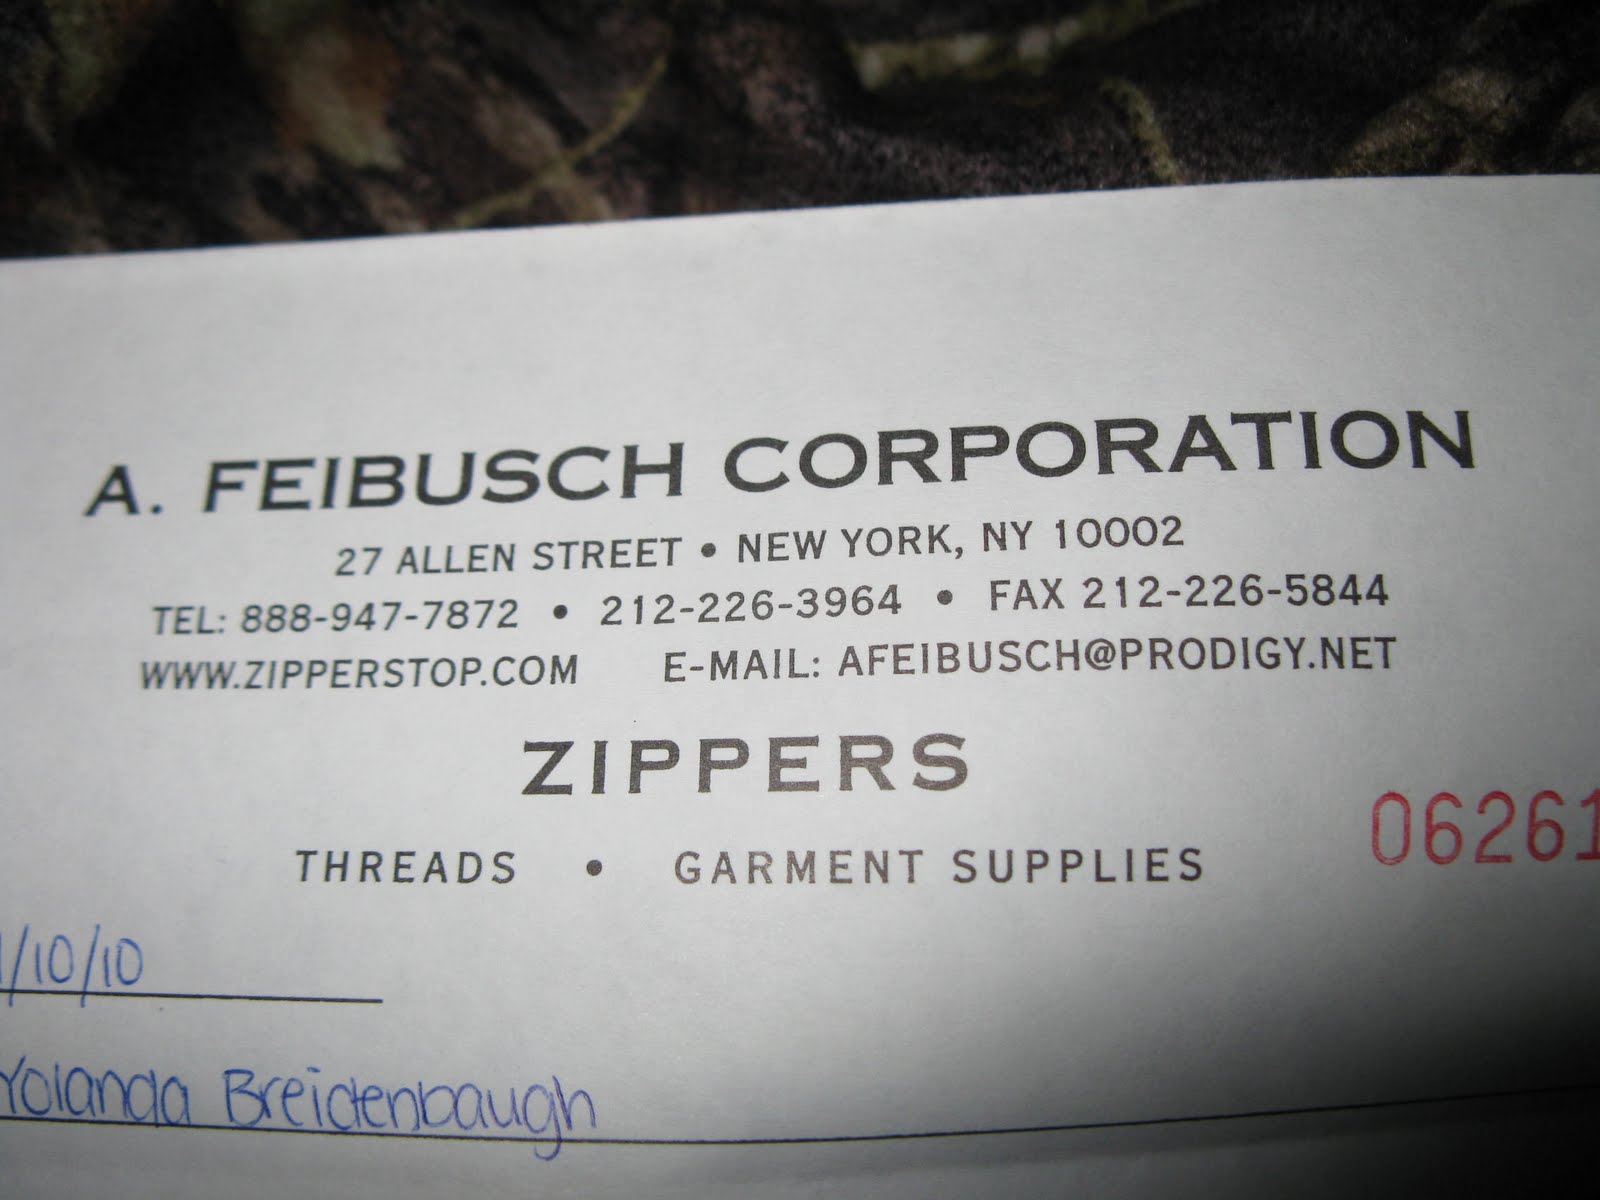 A. FEIBUSCH CORPORATION
27 ALLEN STREET • NEW YORK, NY 10002
TEL: 888-947-7872 • 212-226-3964 • FAX 212-226-5844
WWW.ZIPPERSTOP.COM E-MAIL: AFEIBUSCH@PRODIGY.NET
ZIPPERS
06261
THREADS • GARMENT SUPPLIES
/10/10
Yolanda Breidenbaugh